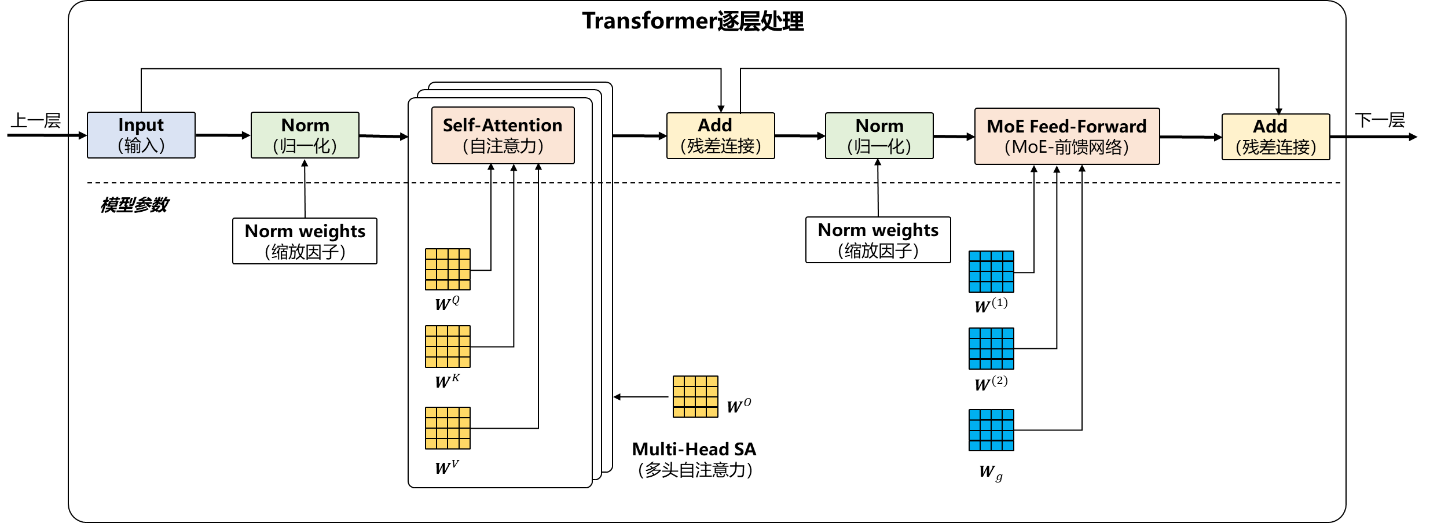 Transformer逐层处理
上一层
Input
（输入）
Norm
（归一化）
Self-Attention
（自注意力）
Add
（残差连接）
Norm
（归一化）
MoE Feed-Forward
（MoE-前馈网络）
Add
（残差连接）
下一层
模型参数
Norm weights
（缩放因子）
Norm weights
（缩放因子）
W^Q
W^K
W^V
W^O
Multi-Head SA
（多头自注意力）
W^(1)
W^(2)
W_g